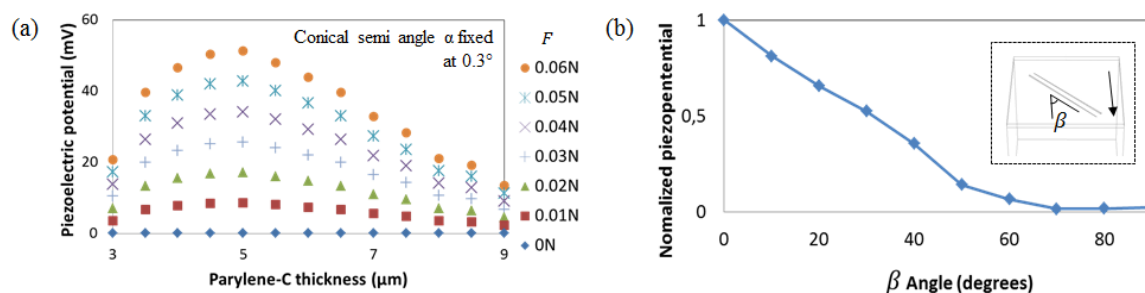 (a)
Piezoelectric potential (mV)
60
40
20
0
Conical semi angle α fixed
at 0.3°
3
5
7
9
Parylene-C thickness (μm)
F
0.06N
0.05N
0.04N
0.03N
0.02N
0.01N
0N
(b)
Nomalized piezopentential
1
0,5
0
β
0
20
40
60
80
β Angle (degrees)